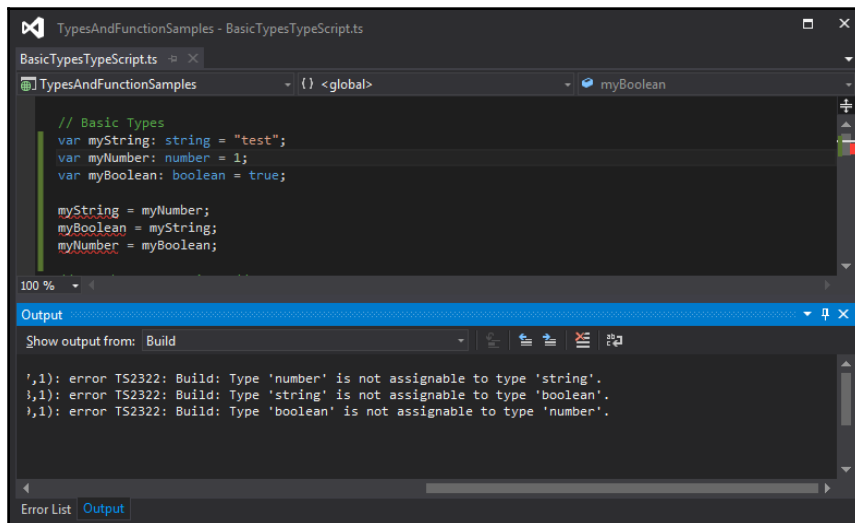 TypesAndFunctionSamples - BasicTypesTypeScript.ts
BasicTypesTypeScript.ts
TypesAndFunctionSamples {} <global> myBoolean
// Basic Types
var myString: string = "test";
var myNumber: number = 1;
var myBoolean: boolean = true;
myString = myNumber;
myBoolean = myString;
myNumber = myBoolean;
100 %
Output
Show output from: Build
,1): error TS2322: Build: Type 'number' is not assignable to type 'string'.
,1): error TS2322: Build: Type 'string' is not assignable to type 'boolean'.
,1): error TS2322: Build: Type 'boolean' is not assignable to type 'number'.
Error List Output